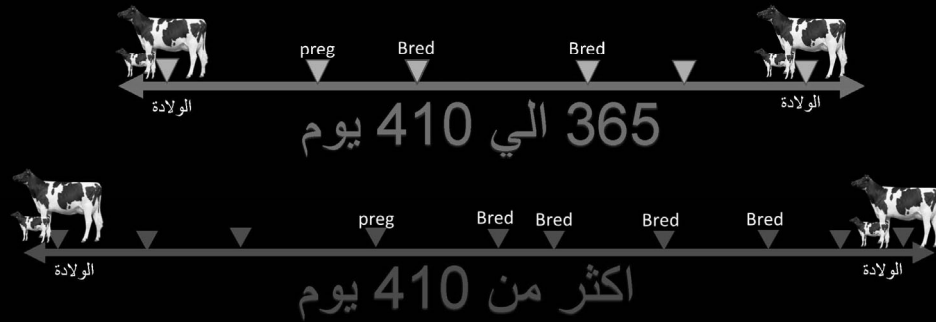 preg Bred Bred
الولادة الولادة
365 الي 410 يوم
preg Bred Bred Bred Bred
الولادة الولادة
اكثر من 410 يوم